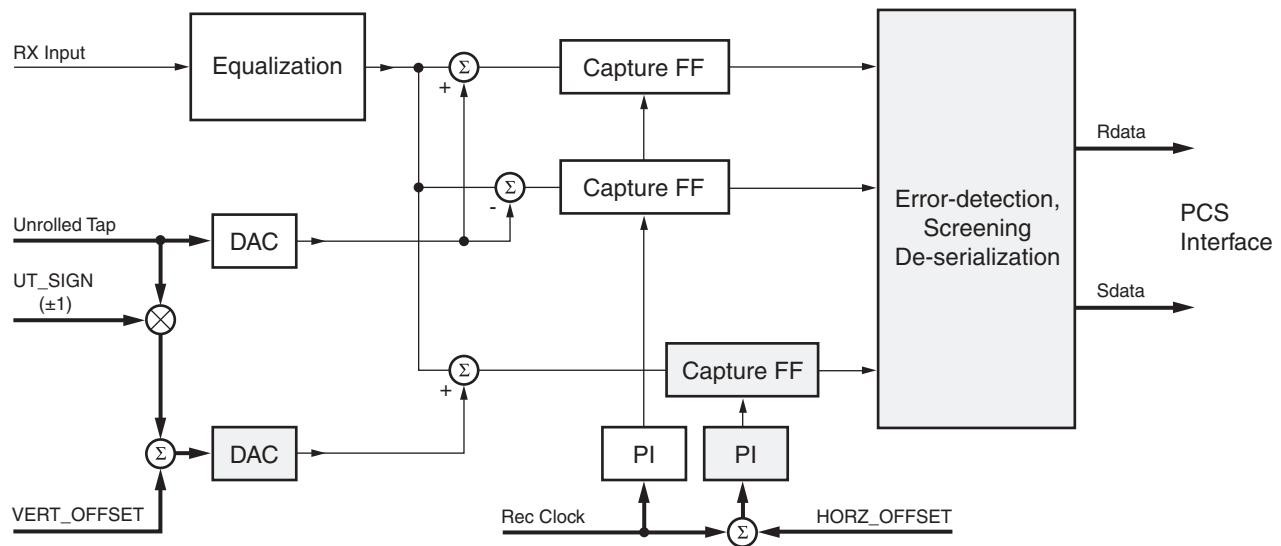 RX Input
Equalization
Σ
+
Capture FF
Σ
-
Capture FF
Error-detection,
Screening
De-serialization
Rdata
Sdata
PCS
Interface
Unrolled Tap
DAC
UT_SIGN
(±1)
Σ
+
Capture FF
Σ
DAC
PI
PI
VERT_OFFSET
Rec Clock
Σ
HORZ_OFFSET